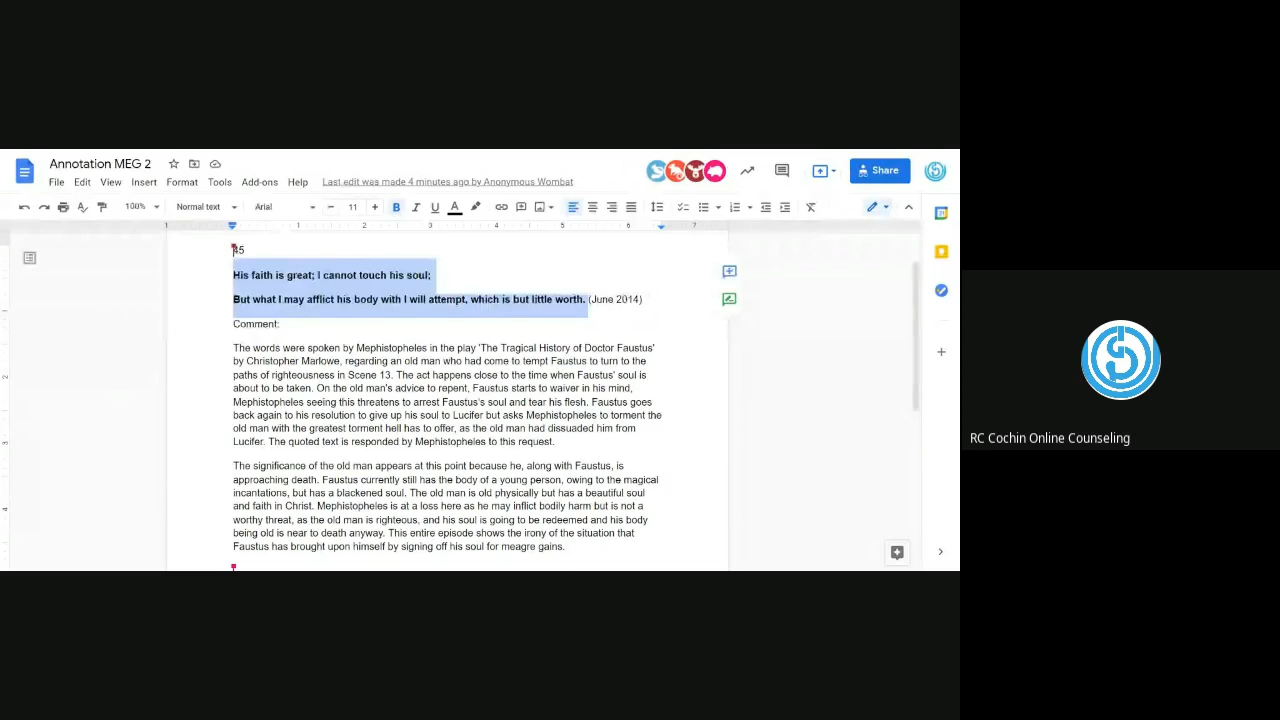 Annotation MEG 2
Share
File Edit View Insert Format Tools Add-ons Help Last edit was made 4 minutes ago by Anonymous Wombat
100% Normal text Arial 11
1 1 2 3 4 5 6 7
45
His faith is great; I cannot touch his soul;
But what I may afflict his body with I will attempt, which is but little worth. (June 2014)
Comment:
The words were spoken by Mephistopheles in the play 'The Tragical History of Doctor Faustus'
by Christopher Marlowe, regarding an old man who had come to tempt Faustus to turn to the
paths of righteousness in Scene 13. The act happens close to the time when Faustus' soul is
about to be taken. On the old man's advice to repent, Faustus starts to waiver in his mind,
Mephistopheles seeing this threatens to arrest Faustus's soul and tear his flesh. Faustus goes
back again to his resolution to give up his soul to Lucifer but asks Mephistopheles to torment the
old man with the greatest torment hell has to offer, as the old man had dissuaded him from
Lucifer. The quoted text is responded by Mephistopheles to this request.
The significance of the old man appears at this point because he, along with Faustus, is
approaching death. Faustus currently still has the body of a young person, owing to the magical
incantations, but has a blackened soul. The old man is old physically but has a beautiful soul
and faith in Christ. Mephistopheles is at a loss here as he may inflict bodily harm but is not a
worthy threat, as the old man is righteous, and his soul is going to be redeemed and his body
being old is near to death anyway. This entire episode shows the irony of the situation that
Faustus has brought upon himself by signing off his soul for meagre gains.
RC Cochin Online Counseling